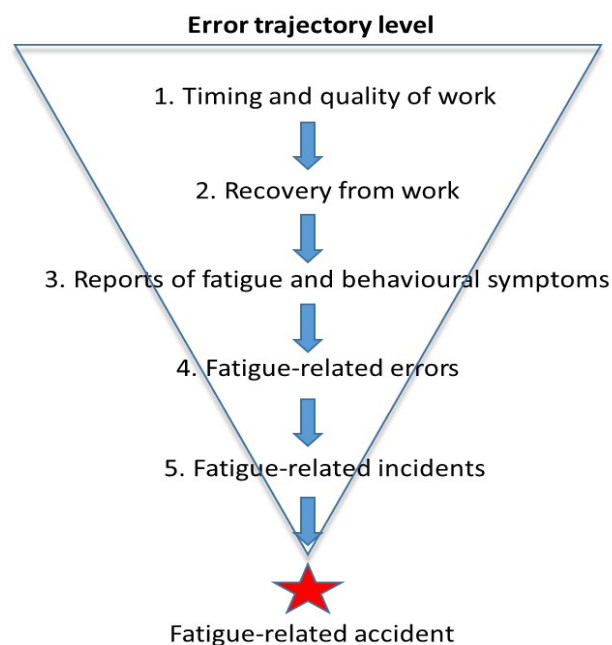 Error trajectory level
1. Timing and quality of work
2. Recovery from work
3. Reports of fatigue and behavioural symptoms
4. Fatigue-related errors
5. Fatigue-related incidents
Fatigue-related accident